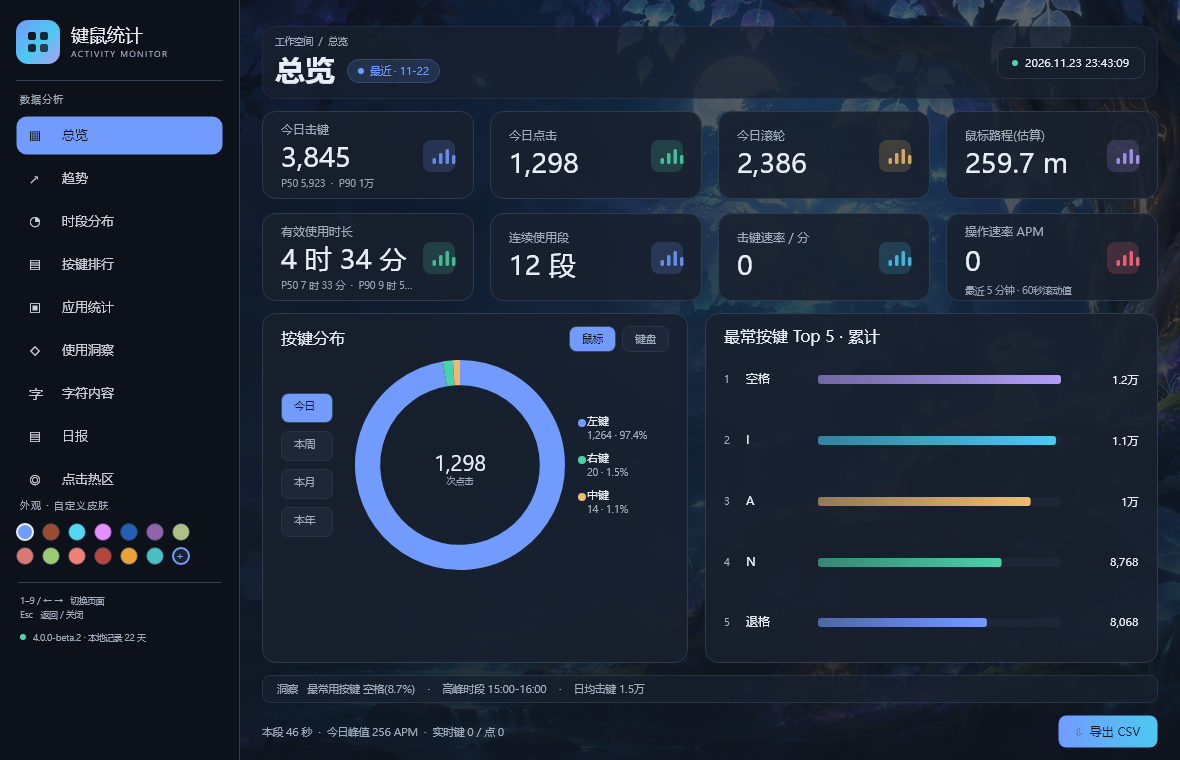 键鼠统计
ACTIVITY MONITOR
数据分析
总览
趋势
时段分布
按键排行
应用统计
使用洞察
字 字符内容
日报
点击热区
外观 · 自定义皮肤
+
1–9 / ←→ 切换页面
Esc 返回 / 关闭
4.0.0-beta.2 · 本地记录 22 天
工作空间 / 总览
总览
最近 · 11-22
2026.11.23 23:43:09
今日击键
3,845
P50 5,923 · P90 1万
今日点击
1,298
今日滚轮
2,386
鼠标路程(估算)
259.7 m
有效使用时长
4 时 34 分
P50 7 时 33 分 · P90 9 时 5...
连续使用段
12 段
击键速率 / 分
0
操作速率 APM
0
最近 5 分钟 · 60秒滚动值
按键分布
鼠标 键盘
今日
本周
本月
本年
1,298
次点击
左键
1,264 · 97.4%
右键
20 · 1.5%
中键
14 · 1.1%
最常按键 Top 5 · 累计
1 空格 1.2万
2 I 1.1万
3 A 1万
4 N 8,768
5 退格 8,068
洞察 最常用按键 空格(8.7%) · 高峰时段 15:00-16:00 · 日均击键 1.5万
本段 46 秒 · 今日峰值 256 APM · 实时键 0 / 点 0
⇩ 导出 CSV